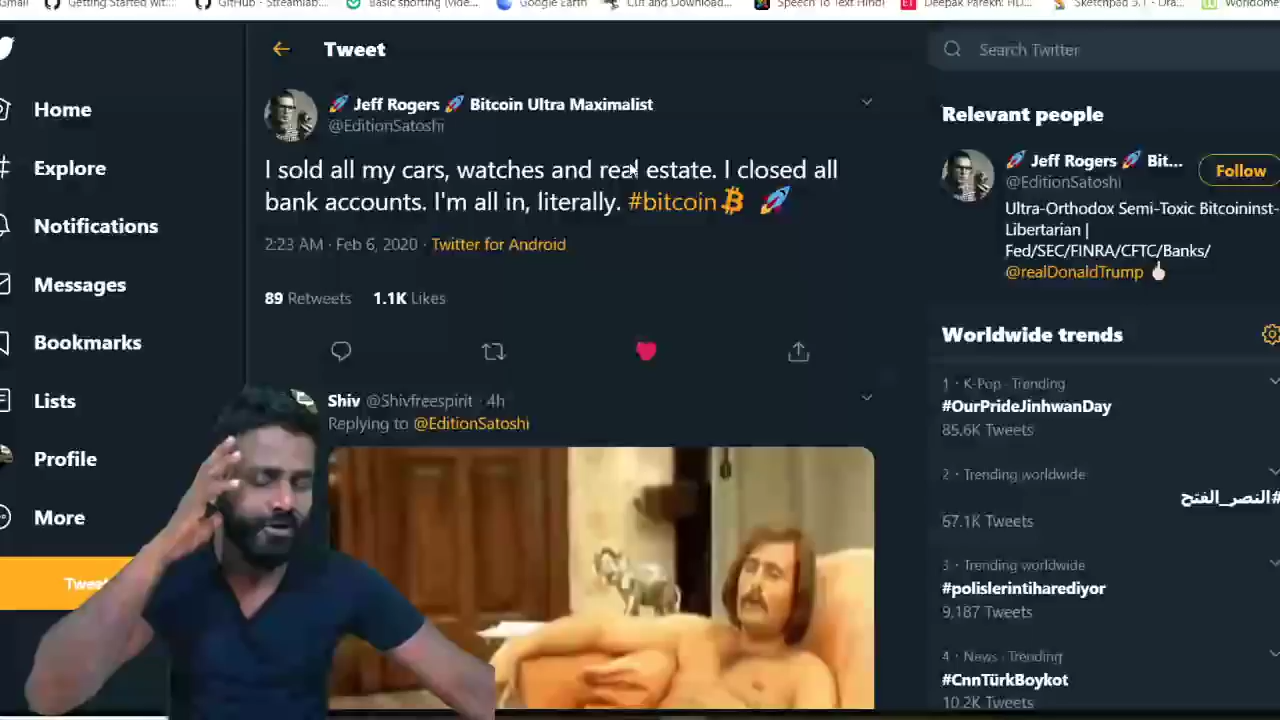 Gmail
Getting Started wit...
GitHub - Streamlab...
Basic sporting (vide...
Google Earth
Cut and Download...
Speech To Text Hindi
Deepak Parekh: HD...
Sketchpad 5.1 - Dra...
Worldome
Home
Explore
Notifications
Messages
Bookmarks
Lists
Profile
More
Tweet
Tweet
🚀 Jeff Rogers 🚀 Bitcoin Ultra Maximalist
@EditionSatoshi
I sold all my cars, watches and real estate. I closed all
bank accounts. I'm all in, literally. #bitcoin 🚀
2:23 AM · Feb 6, 2020 · Twitter for Android
89 Retweets 1.1K Likes
Shiv @Shivfreespirit · 4h
Replying to @EditionSatoshi
Search Twitter
Relevant people
🚀 Jeff Rogers 🚀 Bit...
Follow
@EditionSatoshi
Ultra-Orthodox Semi-Toxic Bitcoininst-
Libertarian |
Fed/SEC/FINRA/CFTC/Banks/
@realDonaldTrump 🖕🏻
Worldwide trends
1 · K-Pop · Trending
#OurPrideJinhwanDay
85.6K Tweets
2 · Trending worldwide
#النصر_الفتح
67.1K Tweets
3 · Trending worldwide
#polislerintiharediyor
9,187 Tweets
4 · News · Trending
#CnnTürkBoykot
10.2K Tweets